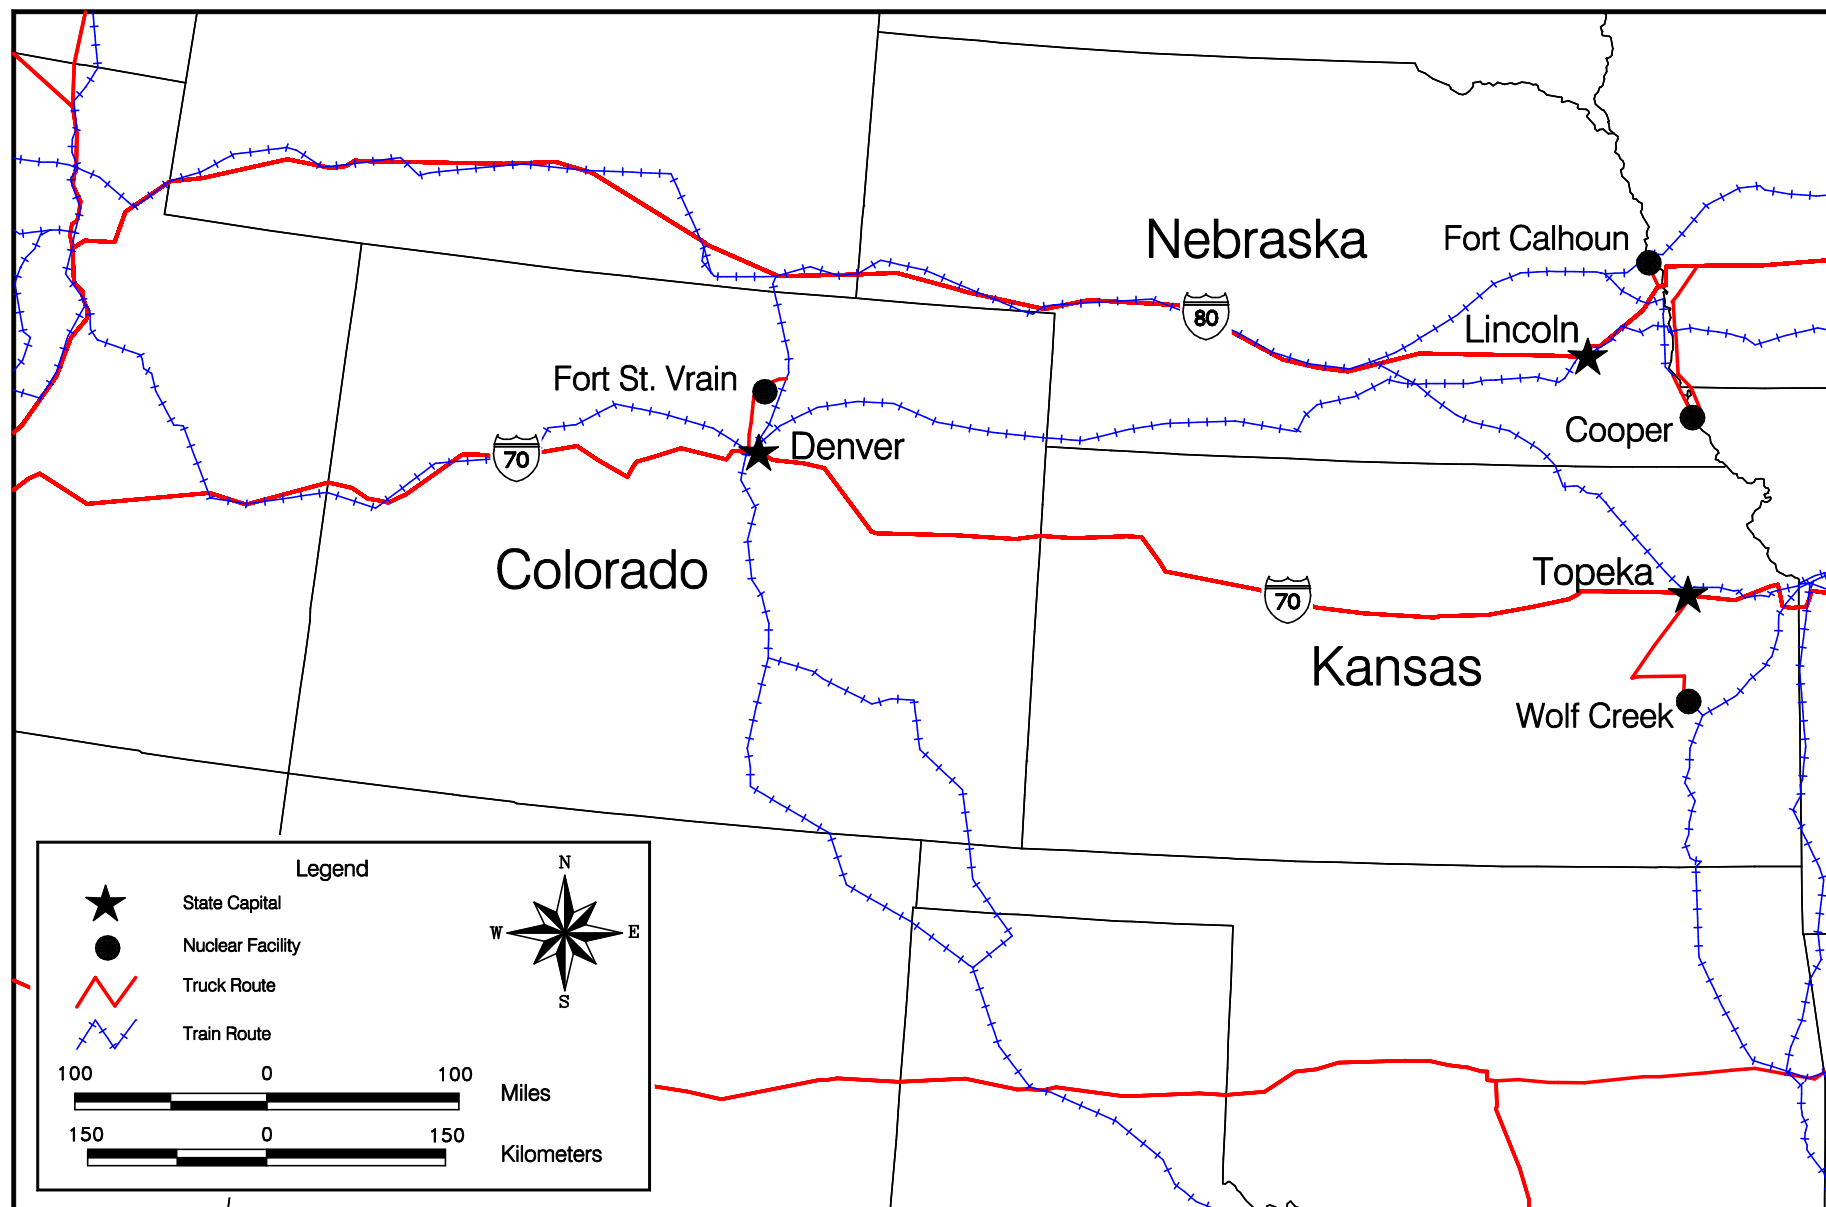 Nebraska
Fort Calhoun
80
Lincoln
Fort St. Vrain
Cooper
70
Denver
Colorado
Topeka
70
Kansas
Wolf Creek
Legend
N
State Capital
W
E
Nuclear Facility
Truck Route
S
Train Route
100 0 100
Miles
150 0 150
Kilometers